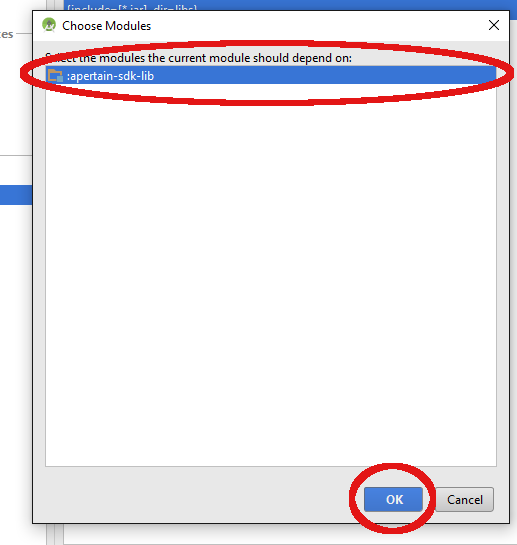 {include=[*.jar], dir=libs}
Choose Modules
tes
Select the modules the current module should depend on:
:apertain-sdk-lib
OK
Cancel